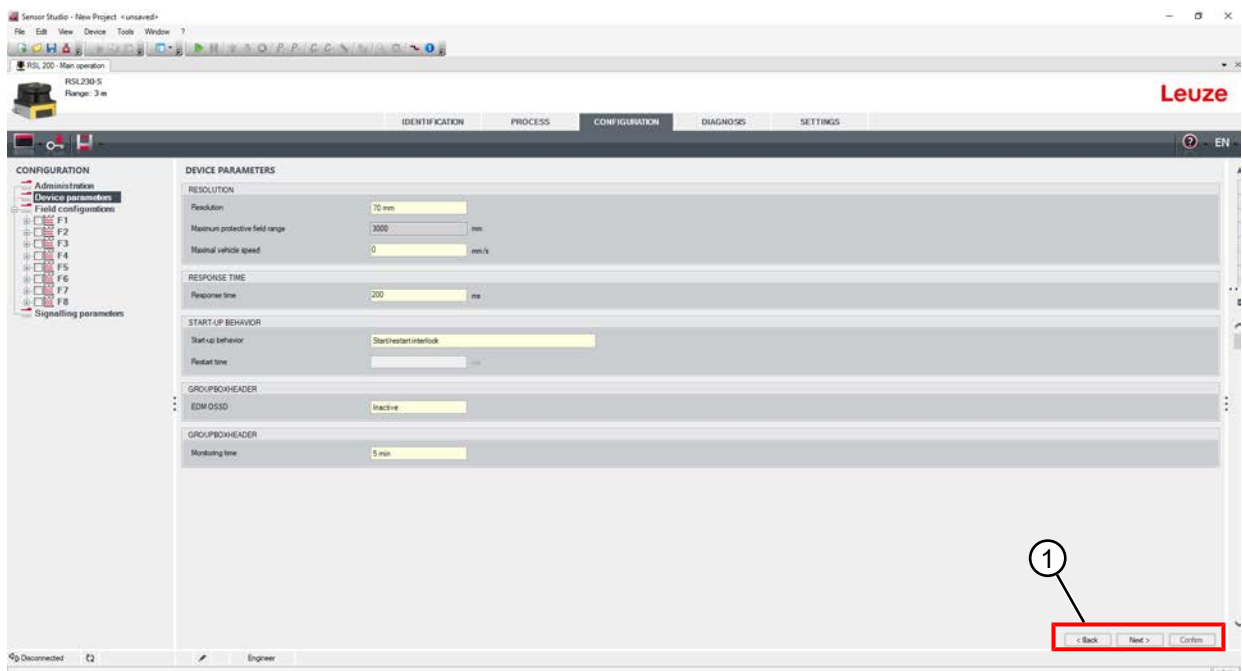 Sensor Studio - New Project <unsaved>
File Edit View Device Tools Window ?
RSL 200 - Main operation
RSL230-S
Range: 3 m
Leuze
IDENTIFICATION PROCESS CONFIGURATION DIAGNOSIS SETTINGS
EN
CONFIGURATION
Administration
Device parameters
Field configurations
F1
F2
F3
F4
F5
F6
F7
F8
Signalling parameters
DEVICE PARAMETERS
RESOLUTION
Resolution 70 mm
Maximum protective field range 3000 mm
Maximal vehicle speed 0 mm/s
RESPONSE TIME
Response time 200 ms
START-UP BEHAVIOR
Start-up behavior Start/restart interlock
Restart time
GROUPBOXHEADER
EDM OSSD Inactive
GROUPBOXHEADER
Monitoring time 5 min
1
< Back Next > Confirm
Disconnected Engineer